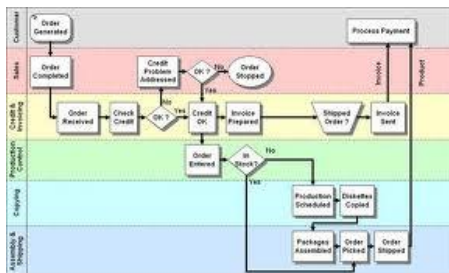 Customer
Order
Generated
Process Payment
Sales
Order
Completed
Credit
Problem
Addressed
OK ?
No
Order
Stopped
Yes
Invoice
Product
Credit &
Invoicing
Order
Received
Check
Credit
No
OK ?
Yes
Credit
OK
Invoice
Prepared
Shipped
Order ?
Invoice
Sent
Production
Control
Order
Entered
In
Stock?
No
Yes
Copying
Production
Scheduled
Diskettes
Copied
Assembly &
Shipping
Packages
Assembled
Order
Picked
Order
Shipped